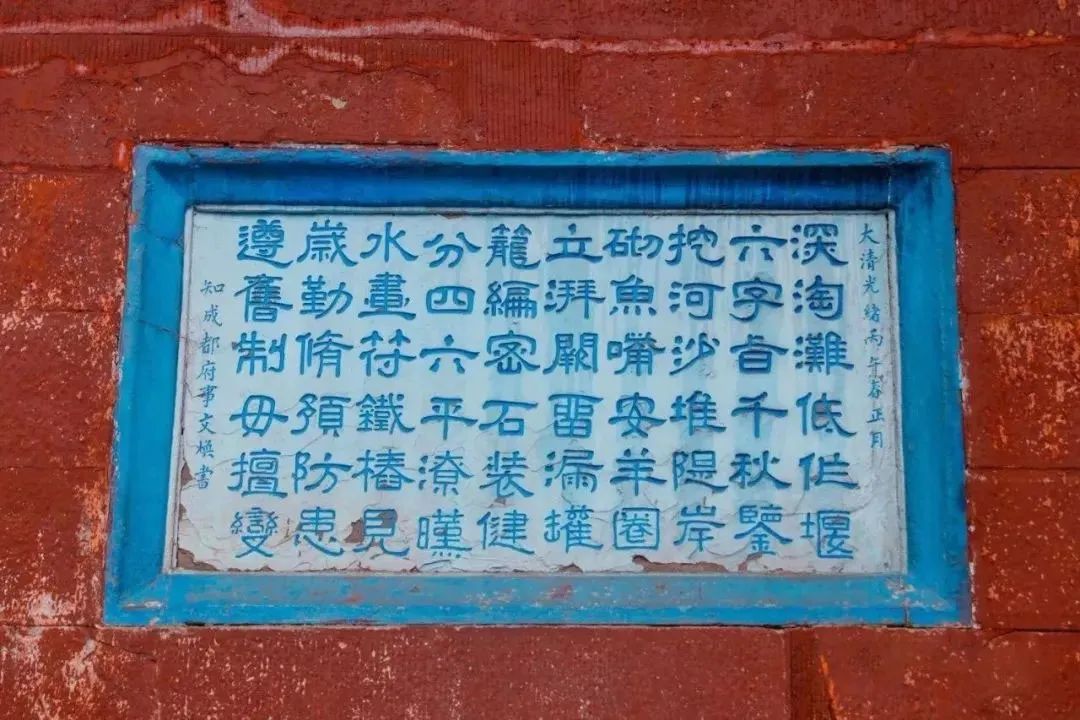 大清光緒丙午春正月
深淘灘低作堰
六字旨千秋鑒
挖河沙堆隄岸
砌魚嘴安羊圈
立湃闕留漏罐
籠編密石裝健
分四六平潦暵
水畫符鐵樁見
歲勤脩預防患
遵舊制毋擅變
知成都府事文煥書